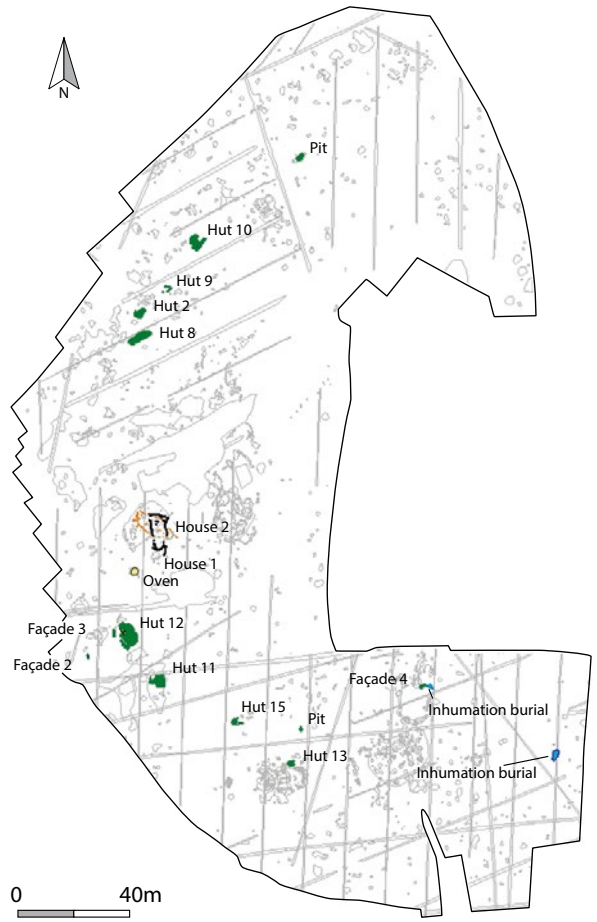 N
Pit
Hut 10
Hut 9
Hut 2
Hut 8
House 2
House 1
Oven
Hut 12
Façade 3
Façade 2
Hut 11
Façade 4
Hut 15
Inhumation burial
Pit
Hut 13
Inhumation burial
0 40m